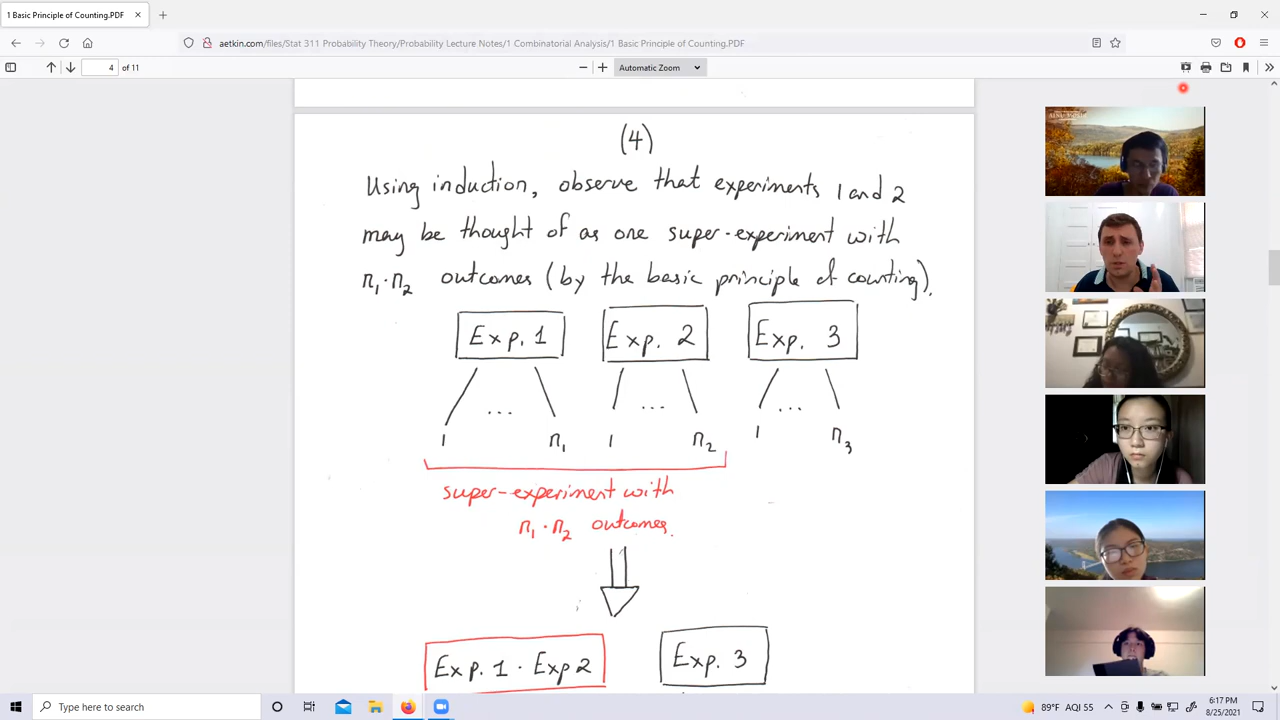 1 Basic Principle of Counting.PDF
aetkin.com/files/Stat 311 Probability Theory/Probability Lecture Notes/1 Combinatorial Analysis/1 Basic Principle of Counting.PDF
4 of 11
Automatic Zoom
(4)
Using induction, observe that experiments 1 and 2
may be thought of as one super-experiment with
n₁·n₂ outcomes (by the basic principle of counting).
Exp. 1 Exp. 2 Exp. 3
1 ... n₁ 1 ... n₂ 1 ... n₃
super-experiment with
n₁·n₂ outcomes.
Exp. 1 · Exp 2 Exp. 3
Type here to search
89°F AQI 55
6:17 PM
8/25/2021